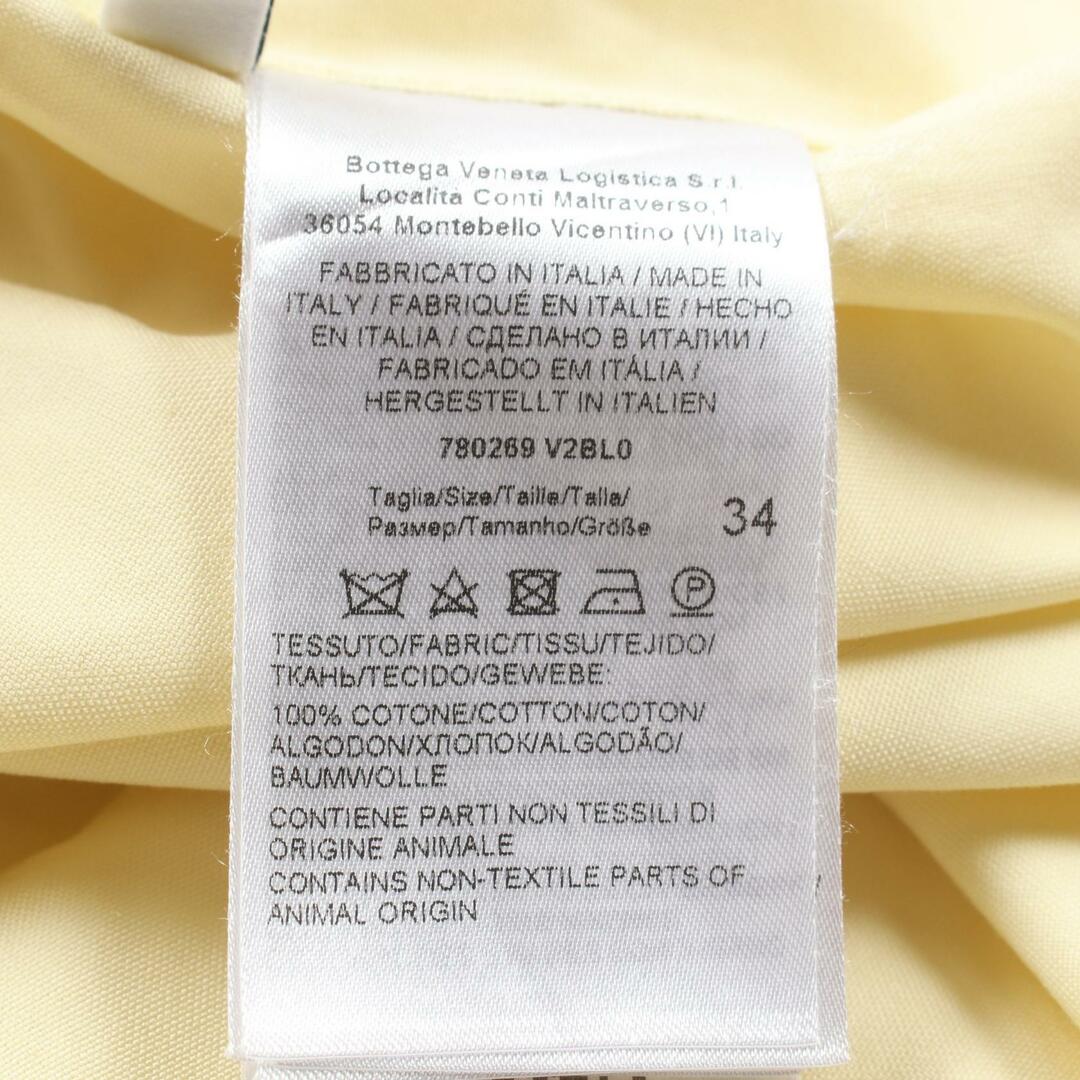 Bottega Veneta Logistica S.r.l.
Località Conti Maltraverso,1
36054 Montebello Vicentino (VI) Italy
FABBRICATO IN ITALIA / MADE IN
ITALY / FABRIQUÉ EN ITALIE / HECHO
EN ITALIA / СДЕЛАНО В ИТАЛИИ /
FABRICADO EM ITÁLIA /
HERGESTELLT IN ITALIEN
780269 V2BL0
Taglia/Size/Taille/Talla/
Размер/Tamanho/Größe
34
P
TESSUTO/FABRIC/TISSU/TEJIDO/
ТКАНЬ/TECIDO/GEWEBE:
100% COTONE/COTTON/COTON/
ALGODON/ХЛОПОК/ALGODÃO/
BAUMWOLLE
CONTIENE PARTI NON TESSILI DI
ORIGINE ANIMALE
CONTAINS NON-TEXTILE PARTS OF
ANIMAL ORIGIN